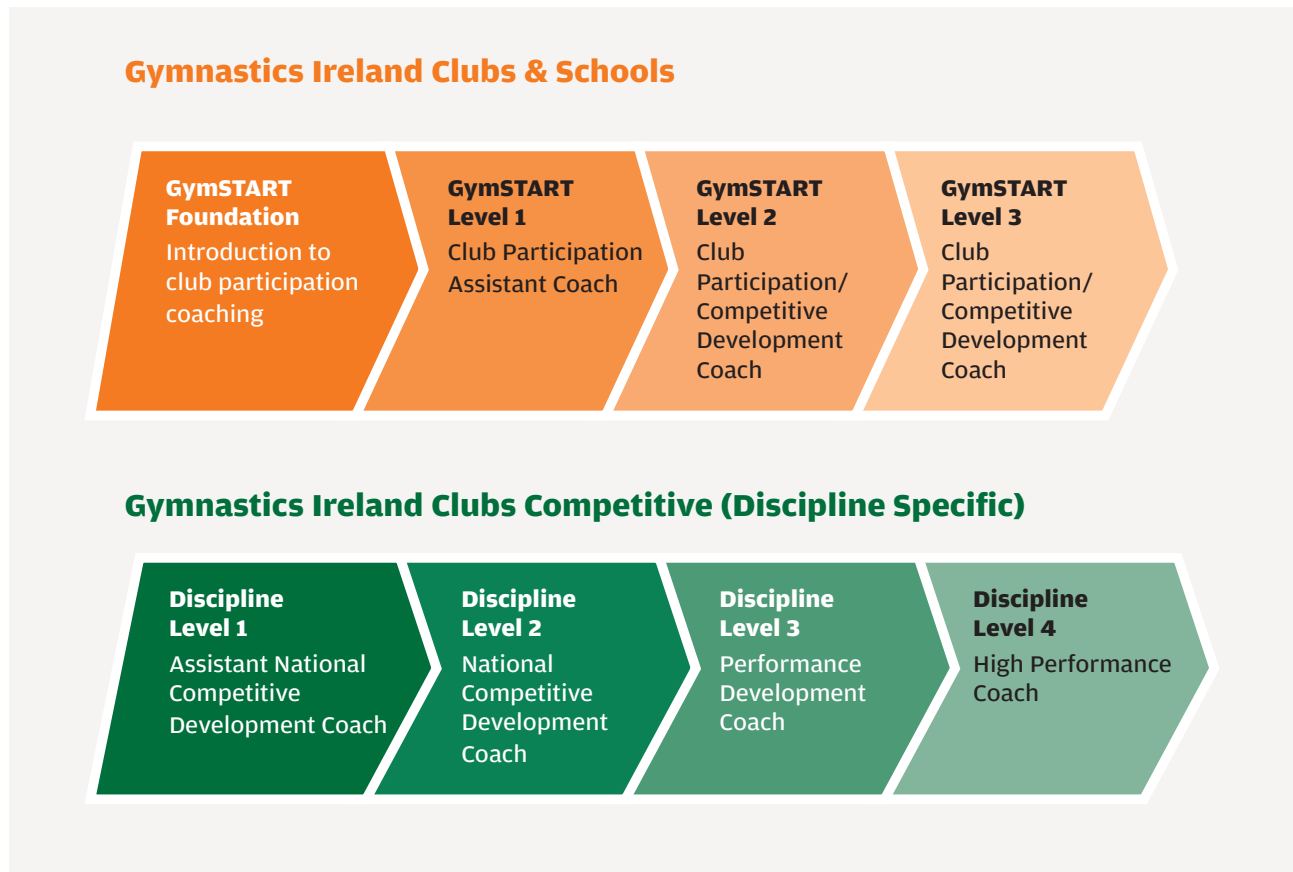 Gymnastics Ireland Clubs & Schools
GymSTART
Foundation
Introduction to
club participation
coaching
GymSTART
Level 1
Club Participation
Assistant Coach
GymSTART
Level 2
Club
Participation/
Competitive
Development
Coach
GymSTART
Level 3
Club
Participation/
Competitive
Development
Coach
Gymnastics Ireland Clubs Competitive (Discipline Specific)
Discipline
Level 1
Assistant National
Competitive
Development Coach
Discipline
Level 2
National
Competitive
Development
Coach
Discipline
Level 3
Performance
Development
Coach
Discipline
Level 4
High Performance
Coach